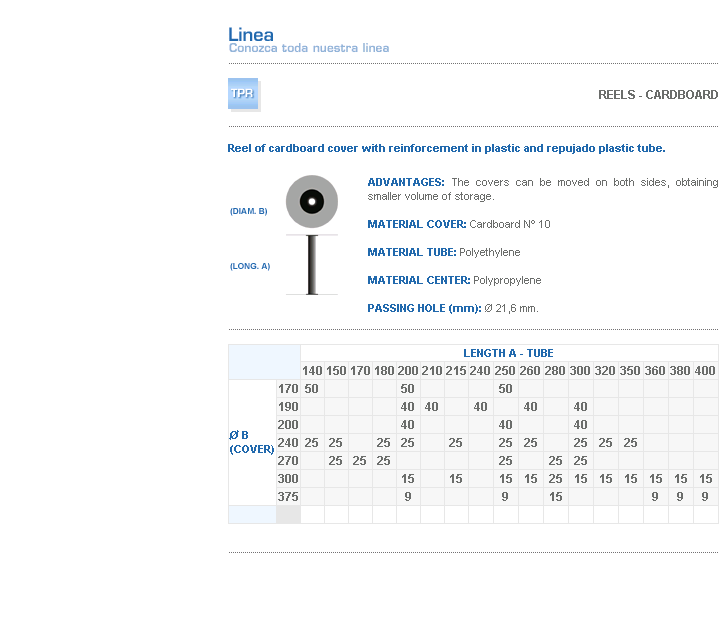 Linea
Conozca toda nuestra linea
TPR
REELS - CARDBOARD
Reel of cardboard cover with reinforcement in plastic and repujado plastic tube.
(DIAM. B)
(LONG. A)
ADVANTAGES: The covers can be moved on both sides, obtaining
smaller volume of storage.
MATERIAL COVER: Cardboard Nº 10
MATERIAL TUBE: Polyethylene
MATERIAL CENTER: Polypropylene
PASSING HOLE (mm): Ø 21,6 mm.
LENGTH A - TUBE
140 150 170 180 200 210 215 240 250 260 280 300 320 350 360 380 400
Ø B
(COVER)
170 50 50 50
190 40 40 40 40 40
200 40 40 40
240 25 25 25 25 25 25 25 25 25 25
270 25 25 25 25 25 25
300 15 15 15 15 25 15 15 15 15 15 15
375 9 9 15 9 9 9